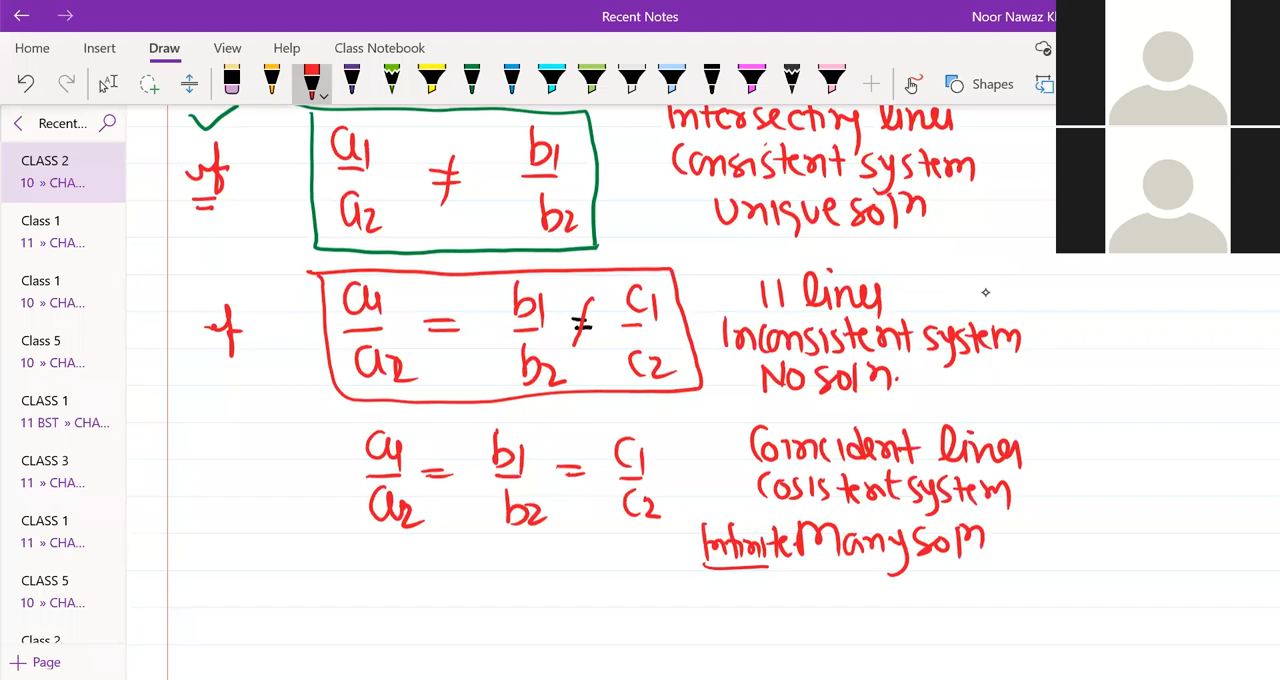 Recent Notes
Noor Nawaz Kh
Home Insert Draw View Help Class Notebook
Shapes
Recent...
CLASS 2
10 » CHA...
Class 1
11 » CHA...
Class 1
10 » CHA...
Class 5
10 » CHA...
CLASS 1
11 BST » CHA...
CLASS 3
11 » CHA...
CLASS 1
11 » CHA...
CLASS 5
10 » CHA...
Class 2
+ Page
if a1/a2 ≠ b1/b2
Intersecting lines
Consistent system
Unique soln
if a1/a2 = b1/b2 ≠ c1/c2
11 lines
Inconsistent system
No soln.
a1/a2 = b1/b2 = c1/c2
Coincident lines
Cosistent system
Infinite Many soln